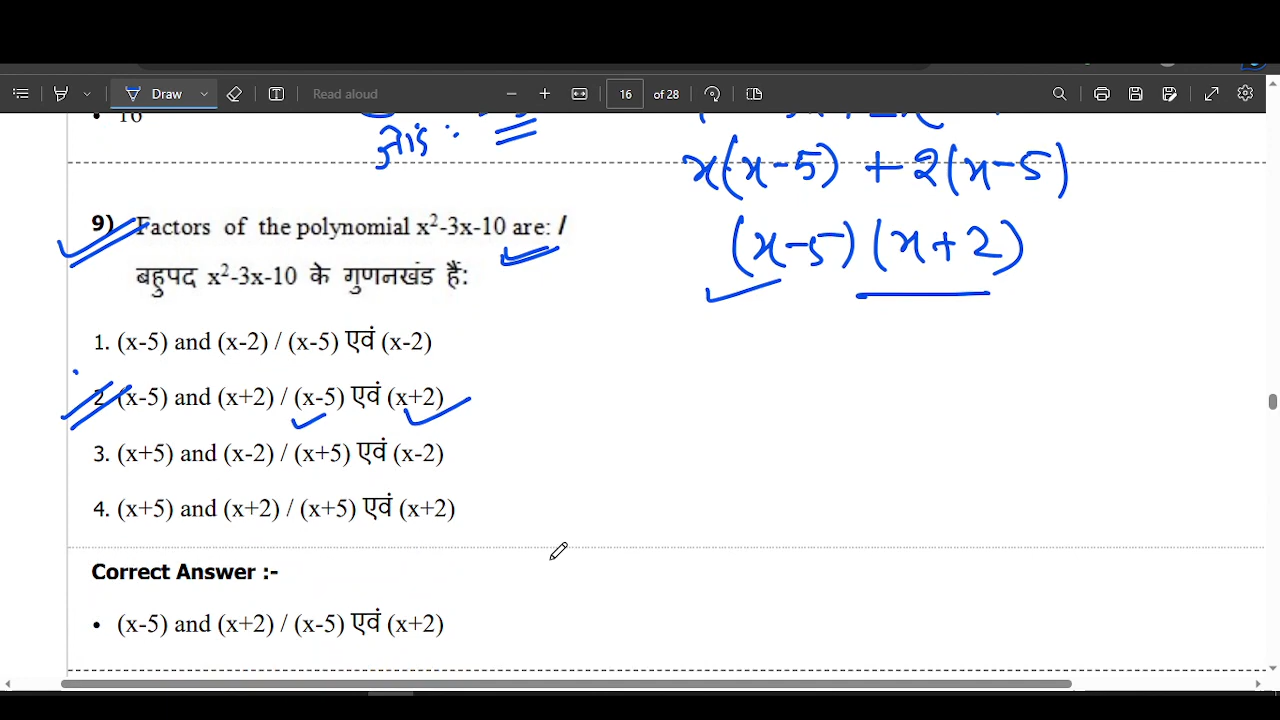 Draw
Read aloud
16 of 28
16
जोड़ :-
x(x-5) + 2(x-5)
(x-5) (x+2)
9) Factors of the polynomial x²-3x-10 are: /
बहुपद x²-3x-10 के गुणनखंड हैं:
1. (x-5) and (x-2) / (x-5) एवं (x-2)
2. (x-5) and (x+2) / (x-5) एवं (x+2)
3. (x+5) and (x-2) / (x+5) एवं (x-2)
4. (x+5) and (x+2) / (x+5) एवं (x+2)
Correct Answer :-
• (x-5) and (x+2) / (x-5) एवं (x+2)